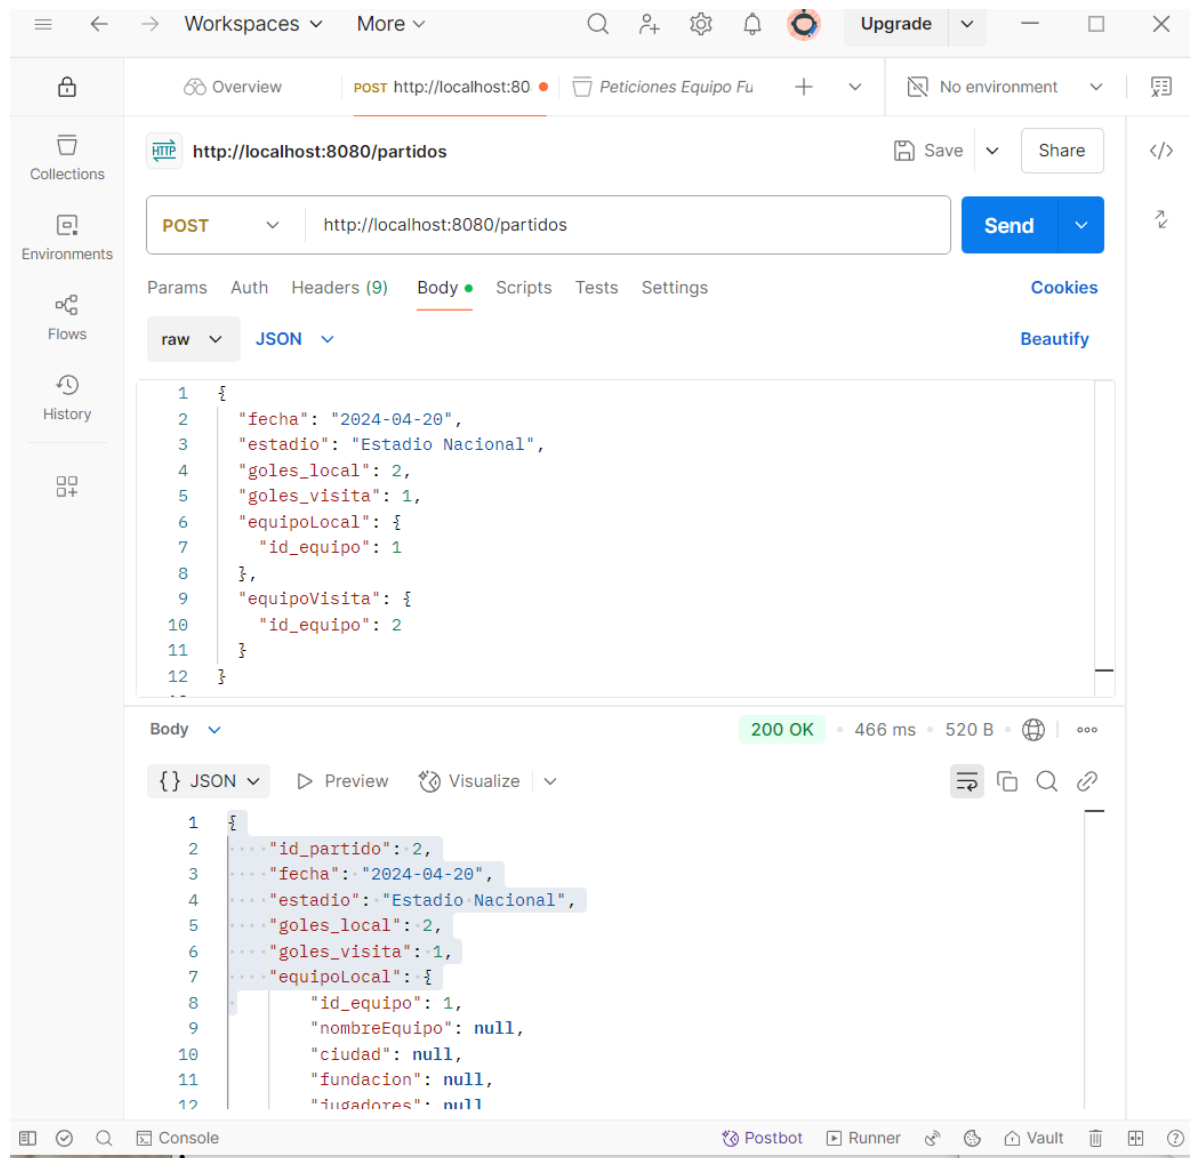 Workspaces More Upgrade
Overview POST http://localhost:80 Peticiones Equipo Fu No environment
Collections
Environments
Flows
History
HTTP http://localhost:8080/partidos Save Share
POST http://localhost:8080/partidos Send
Params Auth Headers (9) Body Scripts Tests Settings Cookies
raw JSON Beautify
1 {
2 "fecha": "2024-04-20",
3 "estadio": "Estadio Nacional",
4 "goles_local": 2,
5 "goles_visita": 1,
6 "equipoLocal": {
7 "id_equipo": 1
8 },
9 "equipoVisita": {
10 "id_equipo": 2
11 }
12 }
Body 200 OK 466 ms 520 B
{} JSON Preview Visualize
1 {
2 "id_partido": 2,
3 "fecha": "2024-04-20",
4 "estadio": "Estadio Nacional",
5 "goles_local": 2,
6 "goles_visita": 1,
7 "equipoLocal": {
8 "id_equipo": 1,
9 "nombreEquipo": null,
10 "ciudad": null,
11 "fundacion": null,
12 "jugadores": null
Console Postbot Runner Vault